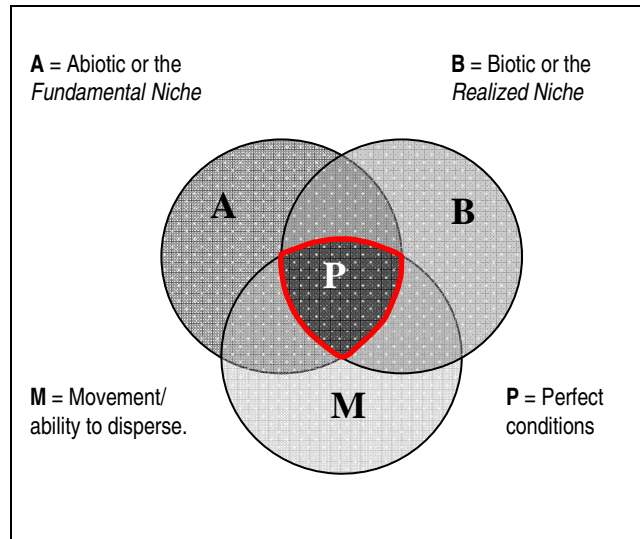 A = Abiotic or the
Fundamental Niche
B = Biotic or the
Realized Niche
A
B
P
M
M = Movement/
ability to disperse.
P = Perfect
conditions